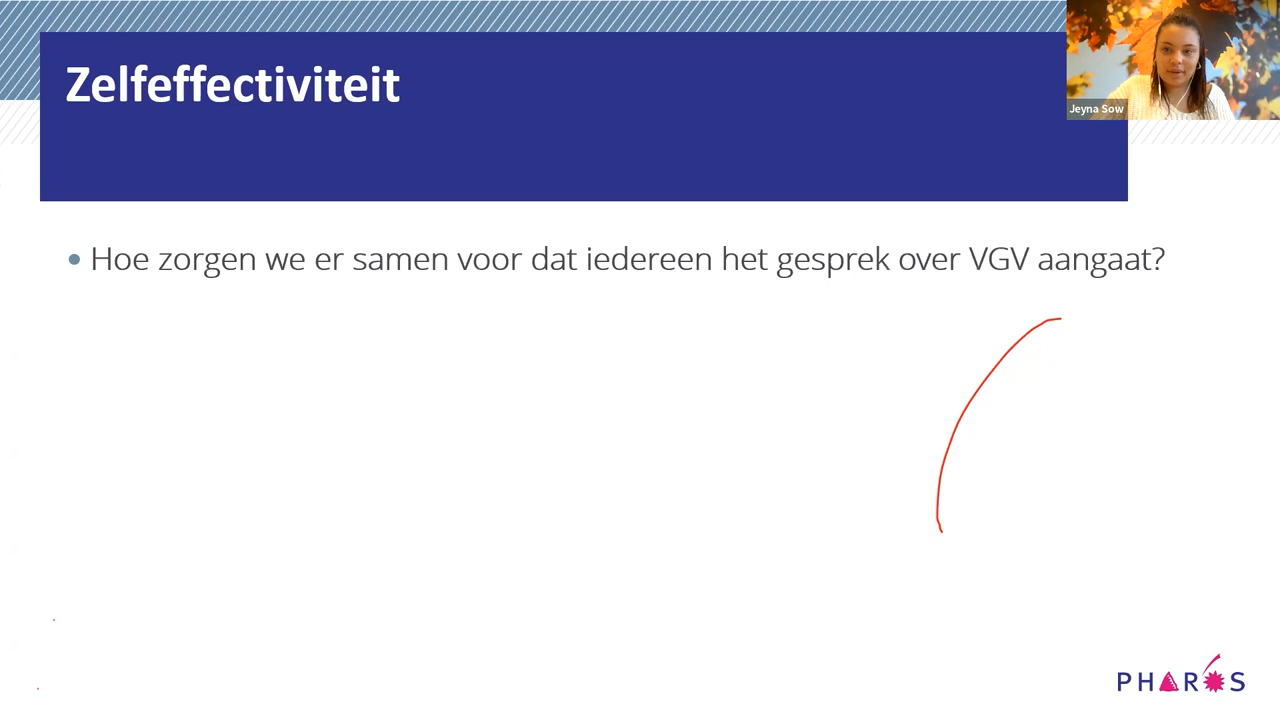 Zelfeffectiviteit
Jeyna Sow
• Hoe zorgen we er samen voor dat iedereen het gesprek over VGV aangaat?
PHAROS